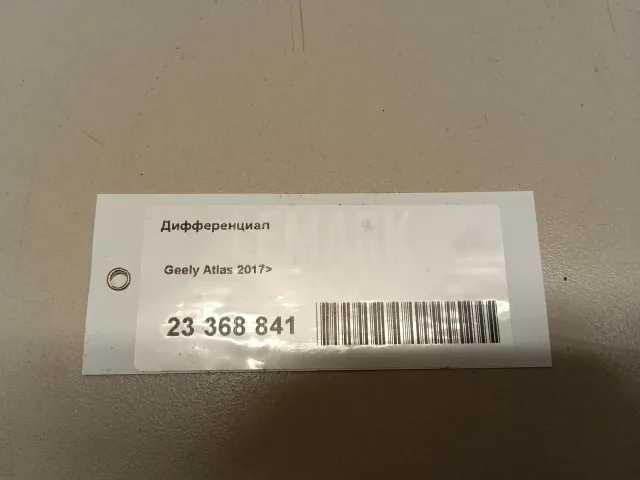 Дифференциал
Geely Atlas 2017>
23 368 841